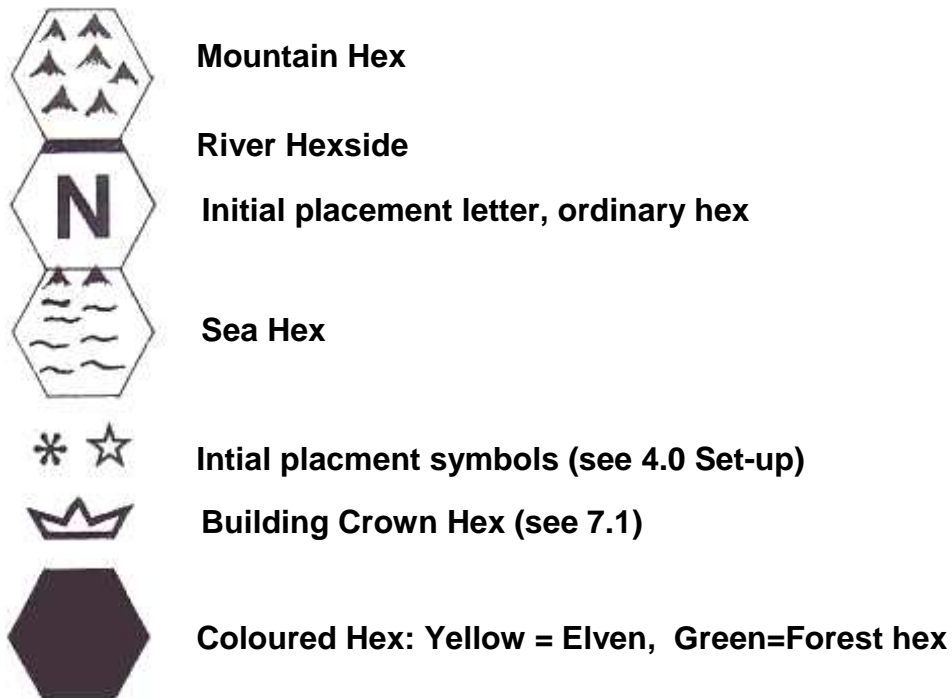 Mountain Hex
River Hexside
N
Initial placement letter, ordinary hex
Sea Hex
Intial placment symbols (see 4.0 Set-up)
Building Crown Hex (see 7.1)
Coloured Hex: Yellow = Elven, Green=Forest hex